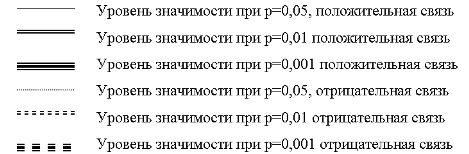 Уровень значимости при p=0,05, положительная связь
Уровень значимости при p=0,01 положительная связь
Уровень значимости при p=0,001 положительная связь
Уровень значимости при p=0,05, отрицательная связь
Уровень значимости при p=0,01 отрицательная связь
Уровень значимости при p=0,001 отрицательная связь